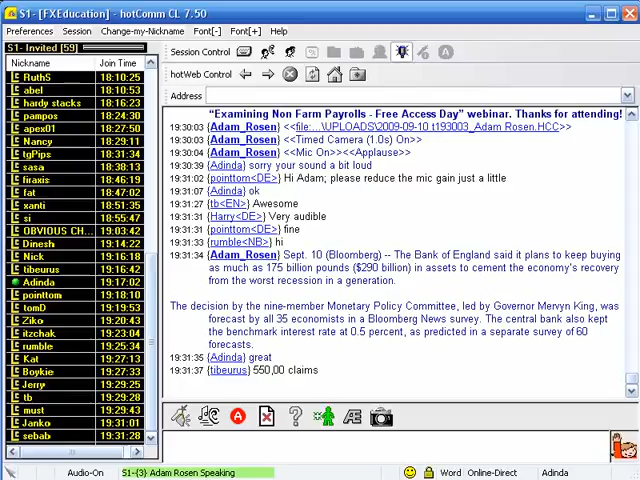 S1- [FXEducation] - hotComm CL 7.50
Preferences Session Change-my-Nickname Font[-] Font[+] Help
S1- Invited [59]
Nickname Join Time
RuthS 18:10:25
abel 18:10:53
hardy stacks 18:16:23
pampos 18:24:30
apex01 18:27:50
Nancy 18:29:11
tgPips 18:31:34
sasa 18:38:13
firaxis 18:46:19
fat 18:47:02
xanti 18:51:35
si 18:55:47
OBVIOUS CH... 19:03:42
Dinesh 19:14:22
Nick 19:16:18
tibeurus 19:16:42
Adinda 19:17:02
pointtom 19:18:10
tomD 19:19:53
Ziko 19:20:43
itzchak 19:23:04
rumble 19:25:34
Kat 19:27:13
Boykie 19:27:37
Jerry 19:29:25
tb 19:29:28
must 19:29:43
Janko 19:31:01
sebab 19:31:28
Session Control
hotWeb Control
Address
"Examining Non Farm Payrolls - Free Access Day" webinar. Thanks for attending!
19:30:03 {Adam_Rosen} <<file:...\UPLOADS\2009-09-10 t193003_Adam Rosen.HCC>>
19:30:03 {Adam_Rosen} <<Timed Camera (1.0s) On>>
19:30:04 {Adam_Rosen} <<Mic On>><Applause>>
19:30:39 {Adinda} sorry your sound a bit loud
19:31:02 {pointtom<DE>} Hi Adam; please reduce the mic gain just a little
19:31:07 {Adinda} ok
19:31:27 {tb<EN>} Awesome
19:31:31 {Harry<DE>} Very audible
19:31:31 {pointtom<DE>} fine
19:31:33 {rumble<NB>} hi
19:31:34 {Adam_Rosen} Sept. 10 (Bloomberg) -- The Bank of England said it plans to keep buying
as much as 175 billion pounds ($290 billion) in assets to cement the economy's recovery
from the worst recession in a generation.
The decision by the nine-member Monetary Policy Committee, led by Governor Mervyn King, was
forecast by all 35 economists in a Bloomberg News survey. The central bank also kept
the benchmark interest rate at 0.5 percent, as predicted in a separate survey of 60
forecasts.
19:31:35 {Adinda} great
19:31:37 {tibeurus} 550,00 claims
Audio-On S1-{3} Adam Rosen Speaking Word Online-Direct Adinda